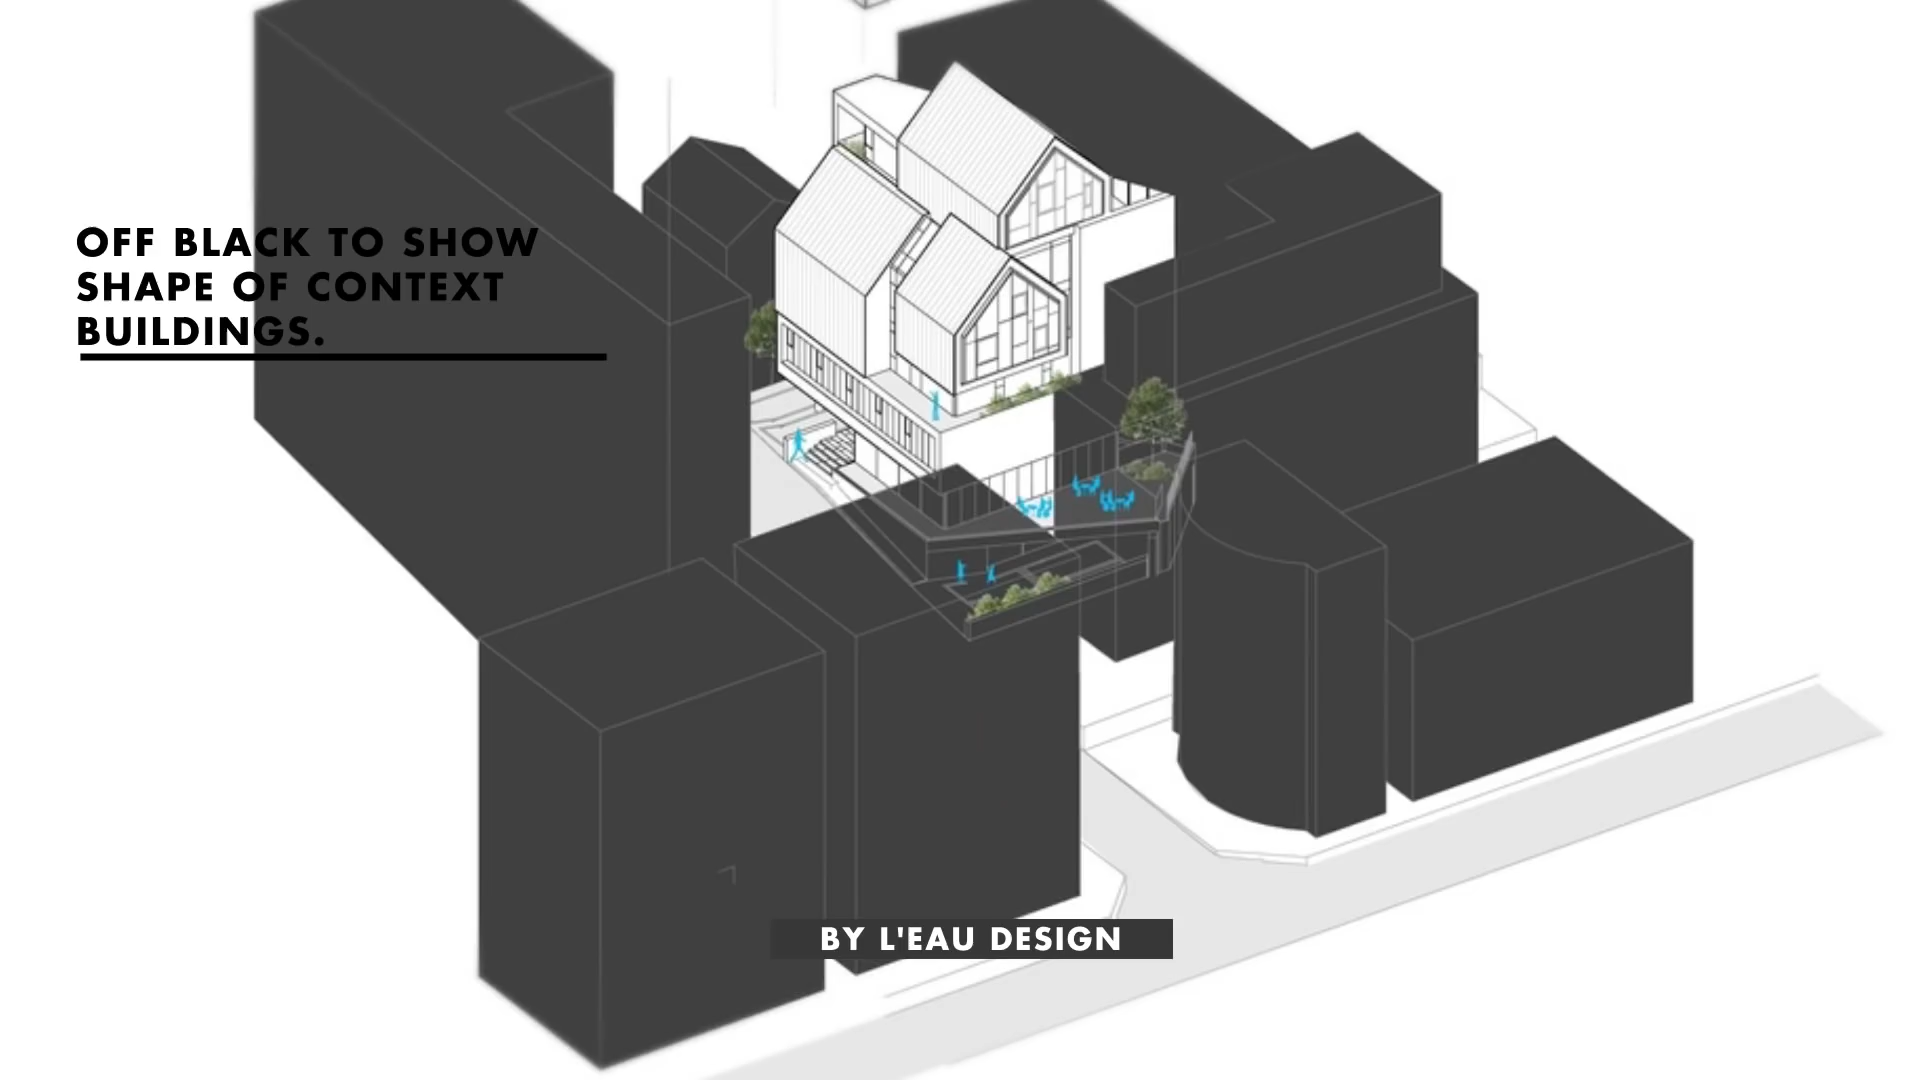 OFF BLACK TO SHOW
SHAPE OF CONTEXT
BUILDINGS.
BY L'EAU DESIGN